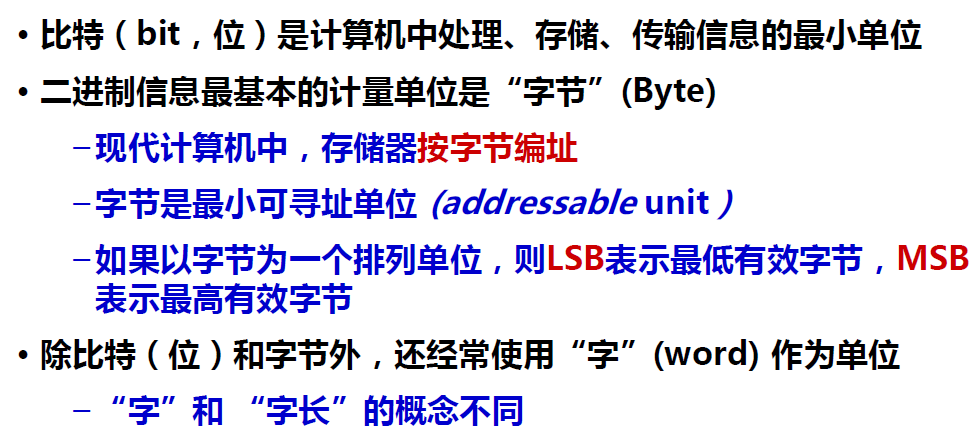 • 比特（bit，位）是计算机中处理、存储、传输信息的最小单位
• 二进制信息最基本的计量单位是“字节”(Byte)
–现代计算机中，存储器按字节编址
–字节是最小可寻址单位 (addressable unit）
–如果以字节为一个排列单位，则LSB表示最低有效字节，MSB
表示最高有效字节
• 除比特（位）和字节外，还经常使用“字”(word) 作为单位
– “字”和 “字长”的概念不同